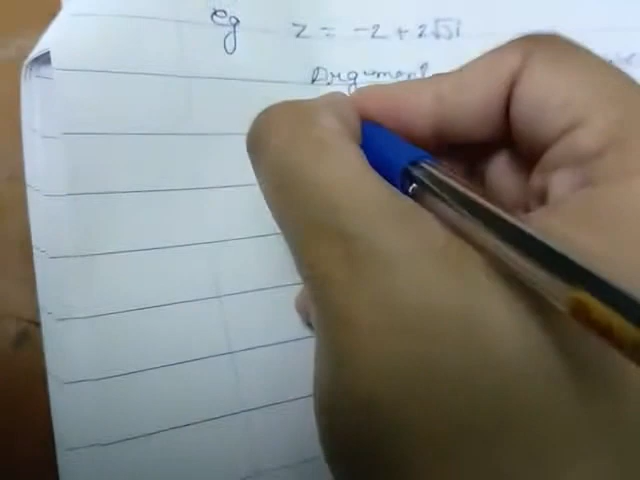 eg z = -2 + 2√3i
Argument